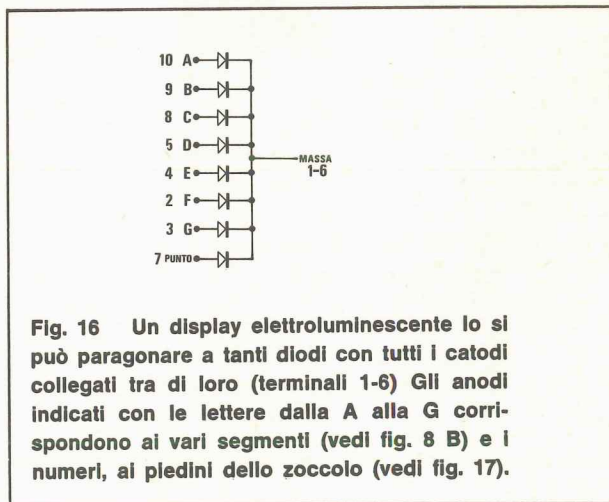 10 A
9 B
8 C
5 D
MASSA
1-6
4 E
2 F
3 G
7 PUNTO
Fig. 16 Un display elettroluminescente lo si
può paragonare a tanti diodi con tutti i catodi
collegati tra di loro (terminali 1-6) Gli anodi
indicati con le lettere dalla A alla G corri-
spondono ai vari segmenti (vedi fig. 8 B) e i
numeri, ai piedini dello zoccolo (vedi fig. 17).